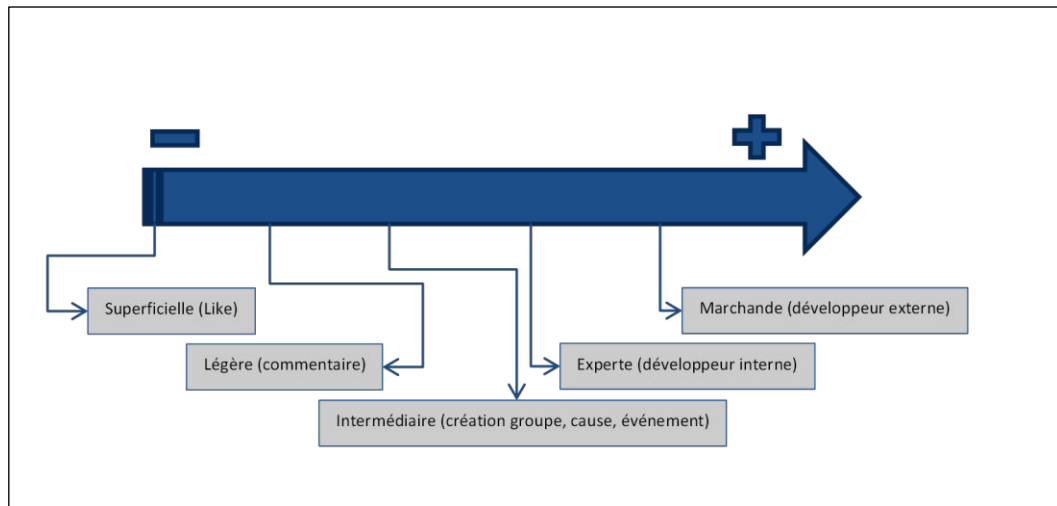 Superficielle (Like)
Légère (commentaire)
Intermédiaire (création groupe, cause, événement)
Experte (développeur interne)
Marchande (développeur externe)